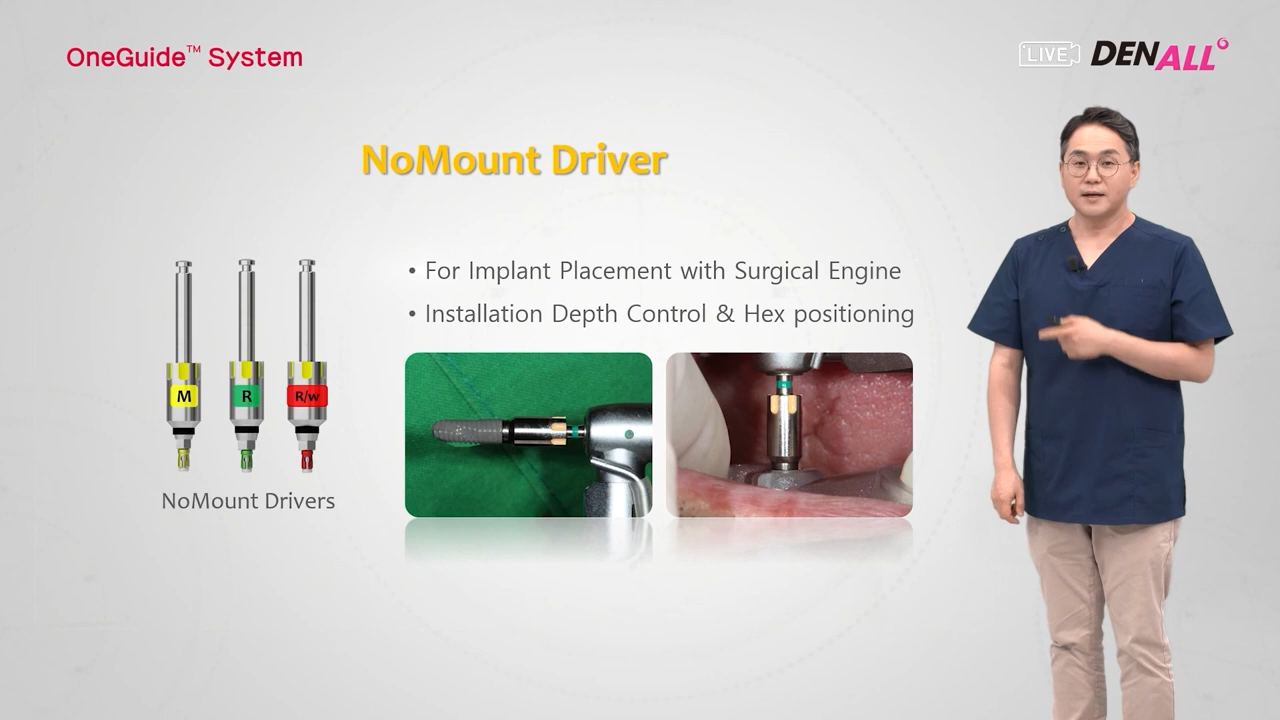 OneGuide™ System
LIVE
DENALL
NoMount Driver
• For Implant Placement with Surgical Engine
• Installation Depth Control & Hex positioning
M
R
R/w
NoMount Drivers